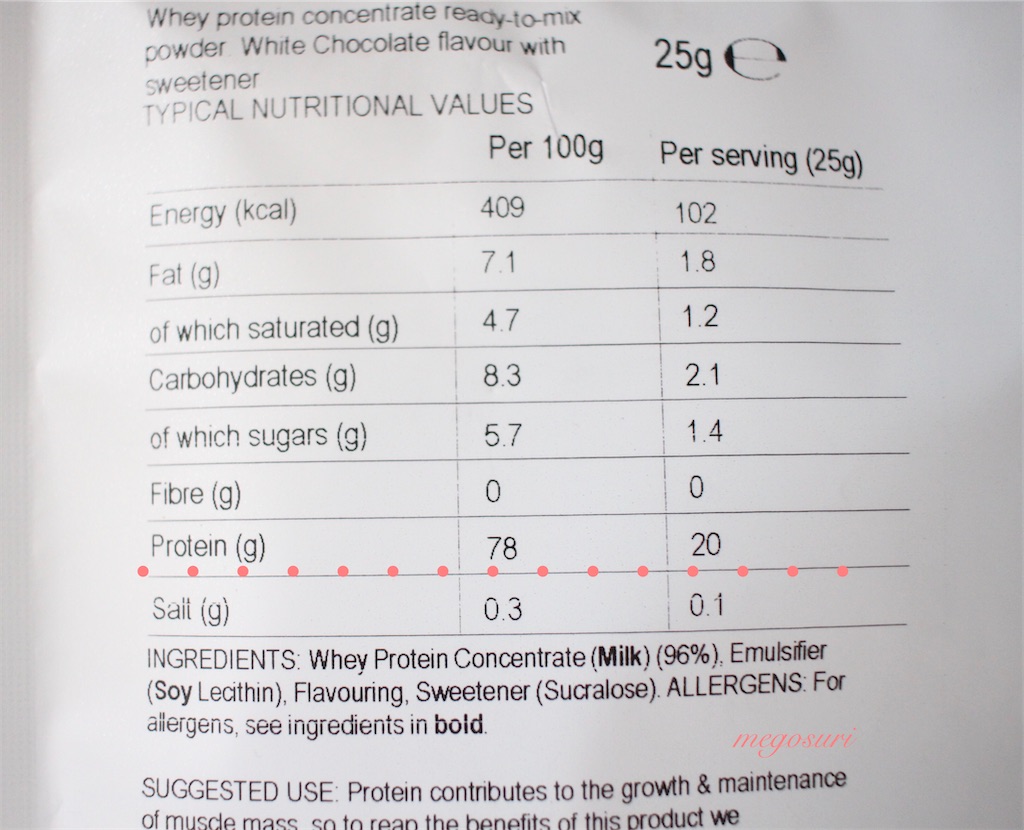 Whey protein concentrate ready-to-mix
powder. White Chocolate flavour with
sweetener
25g ℮
TYPICAL NUTRITIONAL VALUES
Per 100g Per serving (25g)
Energy (kcal) 409 102
Fat (g) 7.1 1.8
of which saturated (g) 4.7 1.2
Carbohydrates (g) 8.3 2.1
of which sugars (g) 5.7 1.4
Fibre (g) 0 0
Protein (g) 78 20
Salt (g) 0.3 0.1
INGREDIENTS: Whey Protein Concentrate (Milk) (96%), Emulsifier
(Soy Lecithin), Flavouring, Sweetener (Sucralose). ALLERGENS: For
allergens, see ingredients in bold.
megosuri
SUGGESTED USE: Protein contributes to the growth & maintenance
of muscle mass, so to reap the benefits of this product we